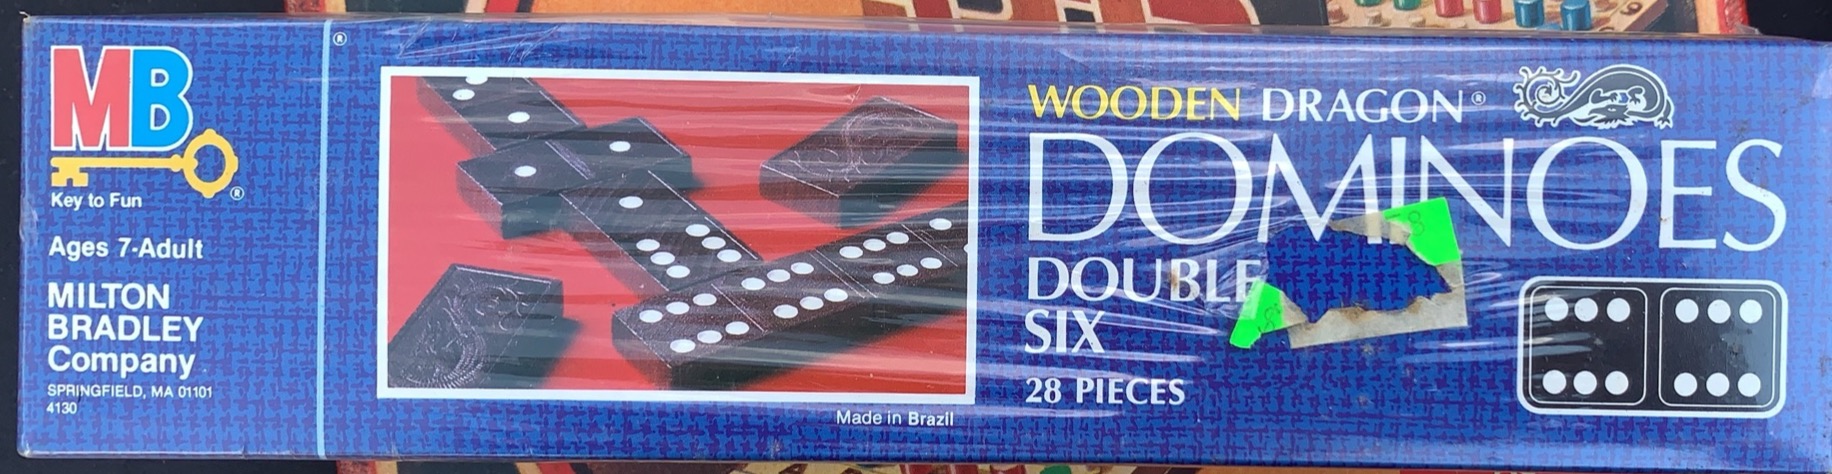 MB
®
Key to Fun
Ages 7-Adult
MILTON
BRADLEY
Company
SPRINGFIELD, MA 01101
4130
®
Made in Brazil
WOODEN DRAGON®
DOMINOES
DOUBLE
SIX
28 PIECES